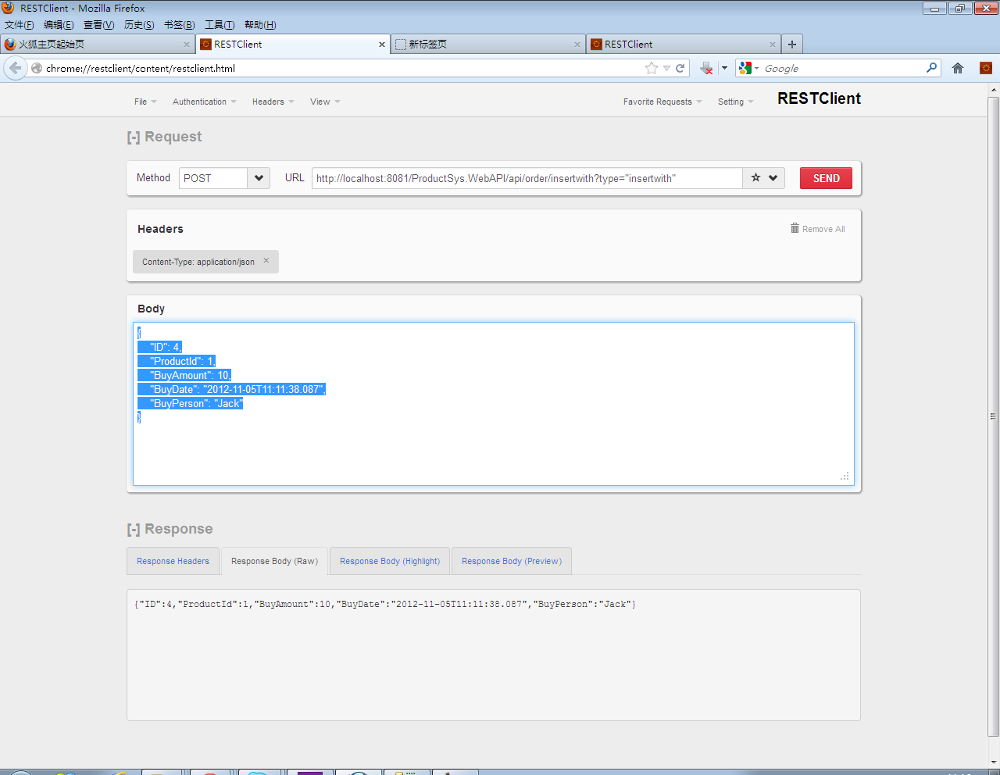 RESTClient - Mozilla Firefox
文件(F) 编辑(E) 查看(V) 历史(S) 书签(B) 工具(T) 帮助(H)
火狐主页起始页 RESTClient 新标签页 RESTClient
chrome://restclient/content/restclient.html Google
File Authentication Headers View Favorite Requests Setting RESTClient
[-] Request
Method POST URL http://localhost:8081/ProductSys.WebAPI/api/order/insertwith?type="insertwith" SEND
Headers Remove All
Content-Type: application/json
Body
{
"ID": 4,
"ProductId": 1,
"BuyAmount": 10,
"BuyDate": "2012-11-05T11:11:38.087",
"BuyPerson": "Jack"
}
[-] Response
Response Headers Response Body (Raw) Response Body (Highlight) Response Body (Preview)
{"ID":4,"ProductId":1,"BuyAmount":10,"BuyDate":"2012-11-05T11:11:38.087","BuyPerson":"Jack"}